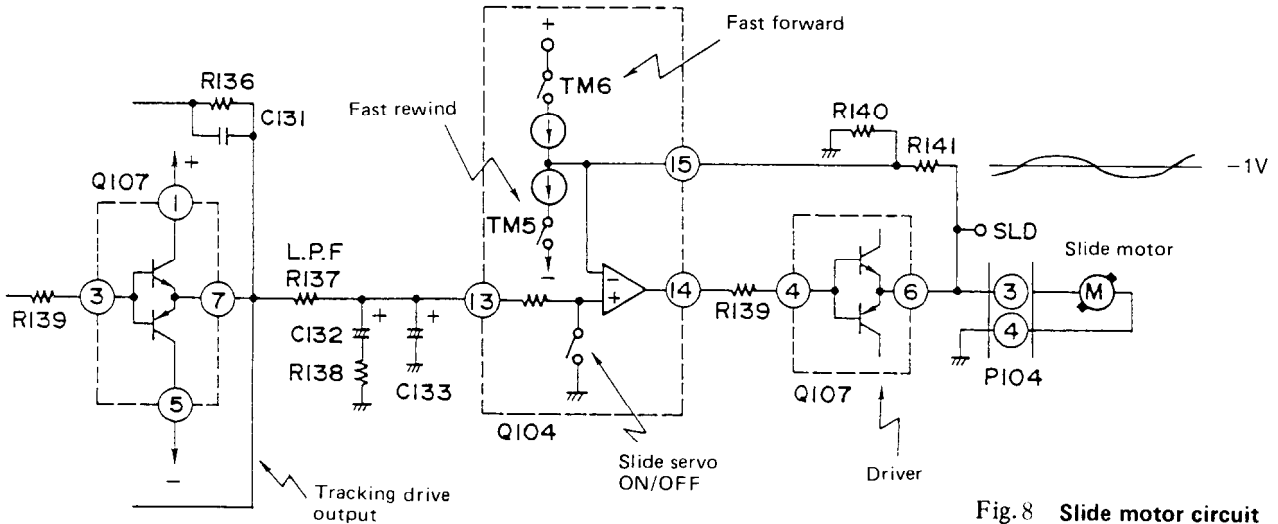 Fast forward
+
TM6
R136
C131
Fast rewind
R140
R141
15
−1V
+
Q107
1
TM5
SLD
−
Slide motor
L.P.F
R137
3
7
13
−
+
14
4
6
3
M
R139
+
+
R139
C132
4
R138
C133
P104
5
Q104
Q107
−
Slide servo
ON/OFF
Driver
Tracking drive
output
Fig. 8 Slide motor circuit